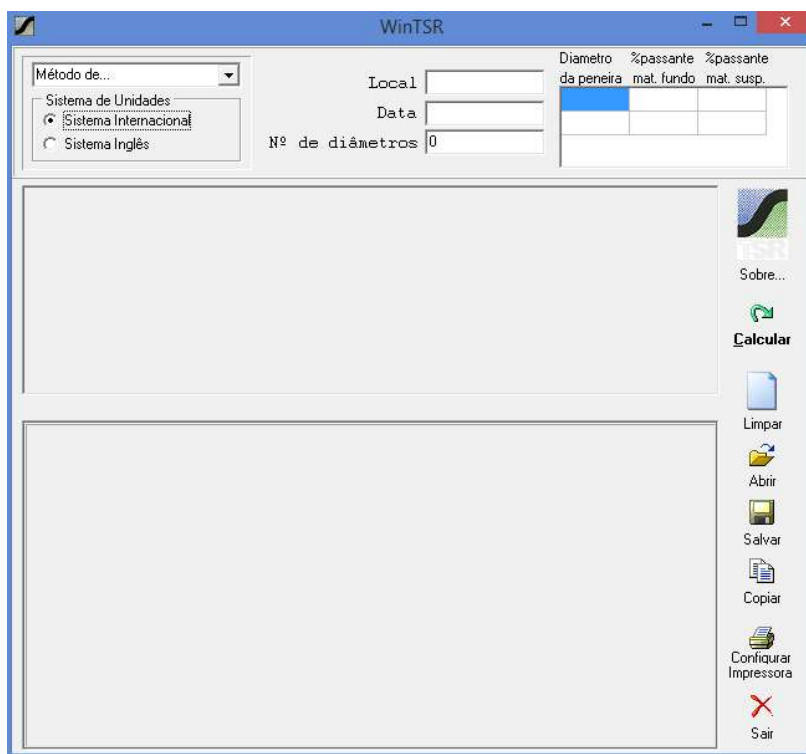 WinTSR
Método de...
Sistema de Unidades
Sistema Internacional
Sistema Inglês
Local
Data
Nº de diâmetros 0
Diametro %passante %passante
da peneira mat. fundo mat. susp.
TSR
Sobre...
Calcular
Limpar
Abrir
Salvar
Copiar
Configurar
Impressora
Sair